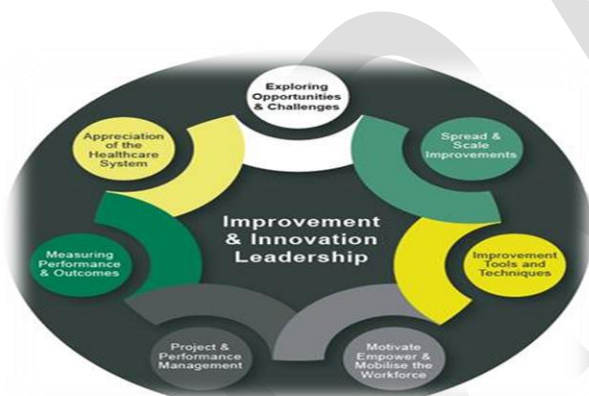 Exploring
Opportunities
& Challenges
Appreciation
of the
Healthcare
System
Spread &
Scale
Improvements
Improvement
& Innovation
Leadership
Measuring
Performance
& Outcomes
Improvement
Tools and
Techniques
Project &
Performance
Management
Motivate
Empower &
Mobilise the
Workforce